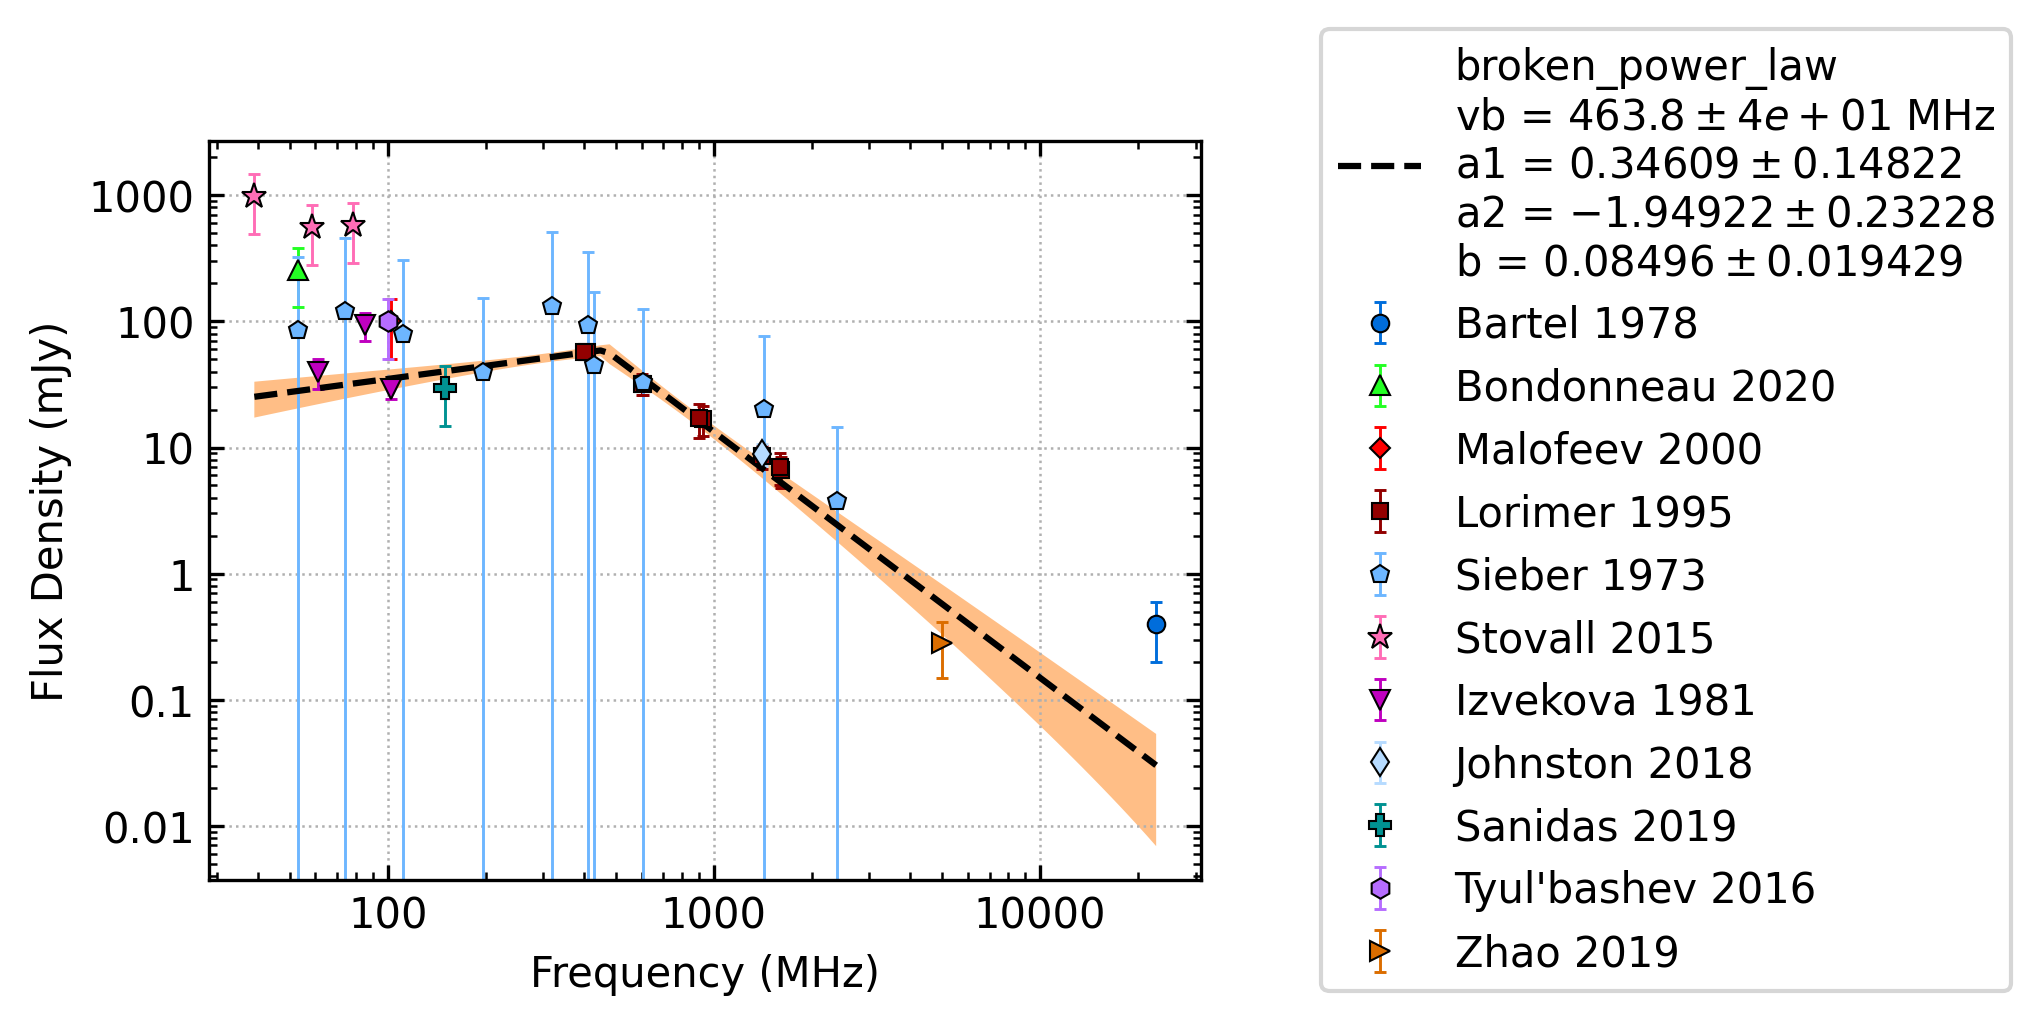 1000
100
10
1
0.1
0.01
Flux Density (mJy)
100
1000
10000
Frequency (MHz)
broken_power_law
vb = 463.8 ± 4e + 01 MHz
a1 = 0.34609 ± 0.14822
a2 = −1.94922 ± 0.23228
b = 0.08496 ± 0.019429
Bartel 1978
Bondonneau 2020
Malofeev 2000
Lorimer 1995
Sieber 1973
Stovall 2015
Izvekova 1981
Johnston 2018
Sanidas 2019
Tyul'bashev 2016
Zhao 2019